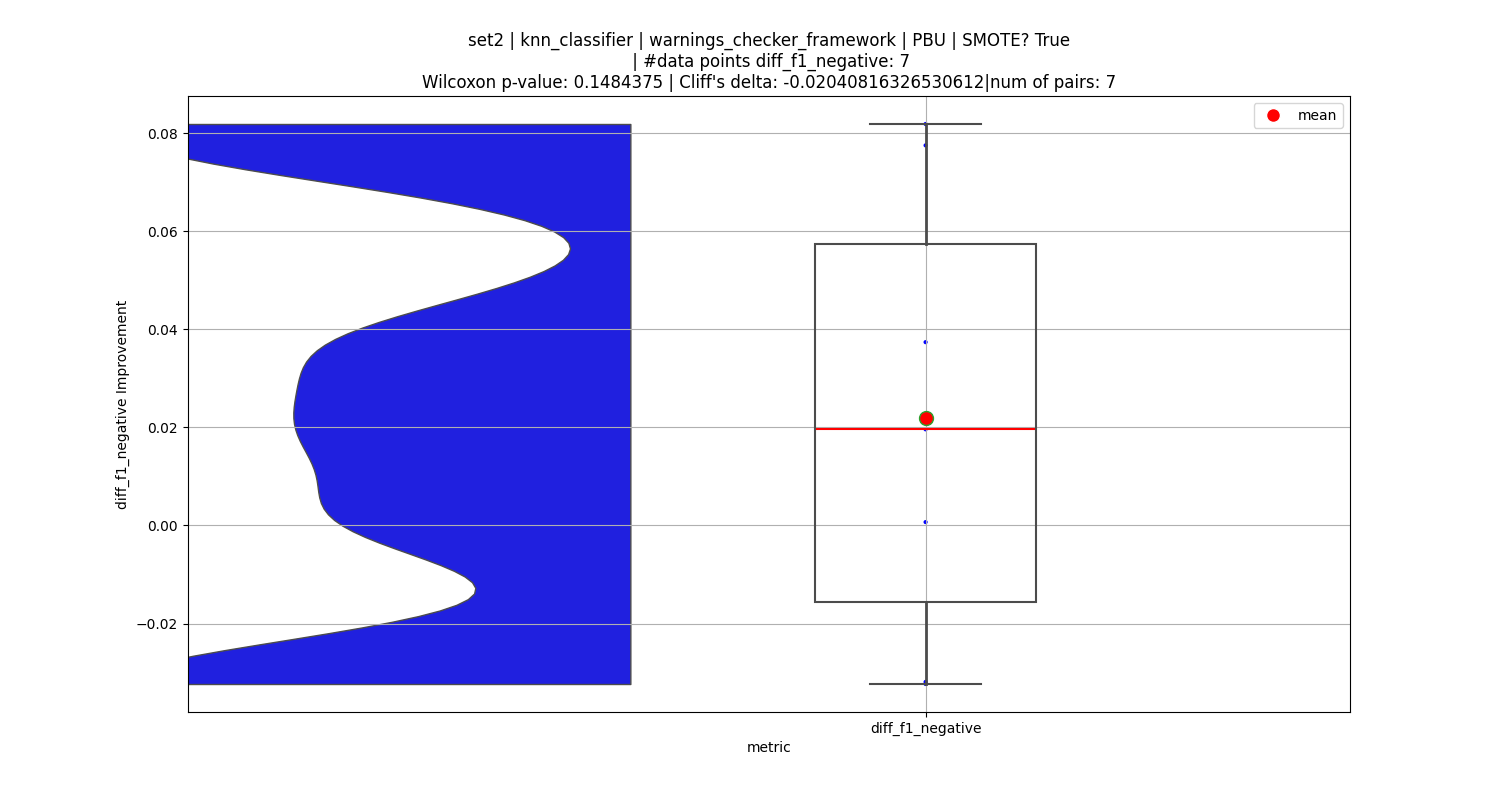 set2 | knn_classifier | warnings_checker_framework | PBU | SMOTE? True
| #data points diff_f1_negative: 7
Wilcoxon p-value: 0.1484375 | Cliff's delta: -0.02040816326530612|num of pairs: 7
mean
0.08
0.06
0.04
0.02
0.00
−0.02
diff_f1_negative Improvement
diff_f1_negative
metric